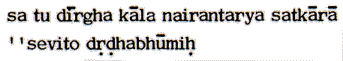 sa tu dīrgha kāla nairantarya satkārā
''sevito dṛḍhabhūmiḥ